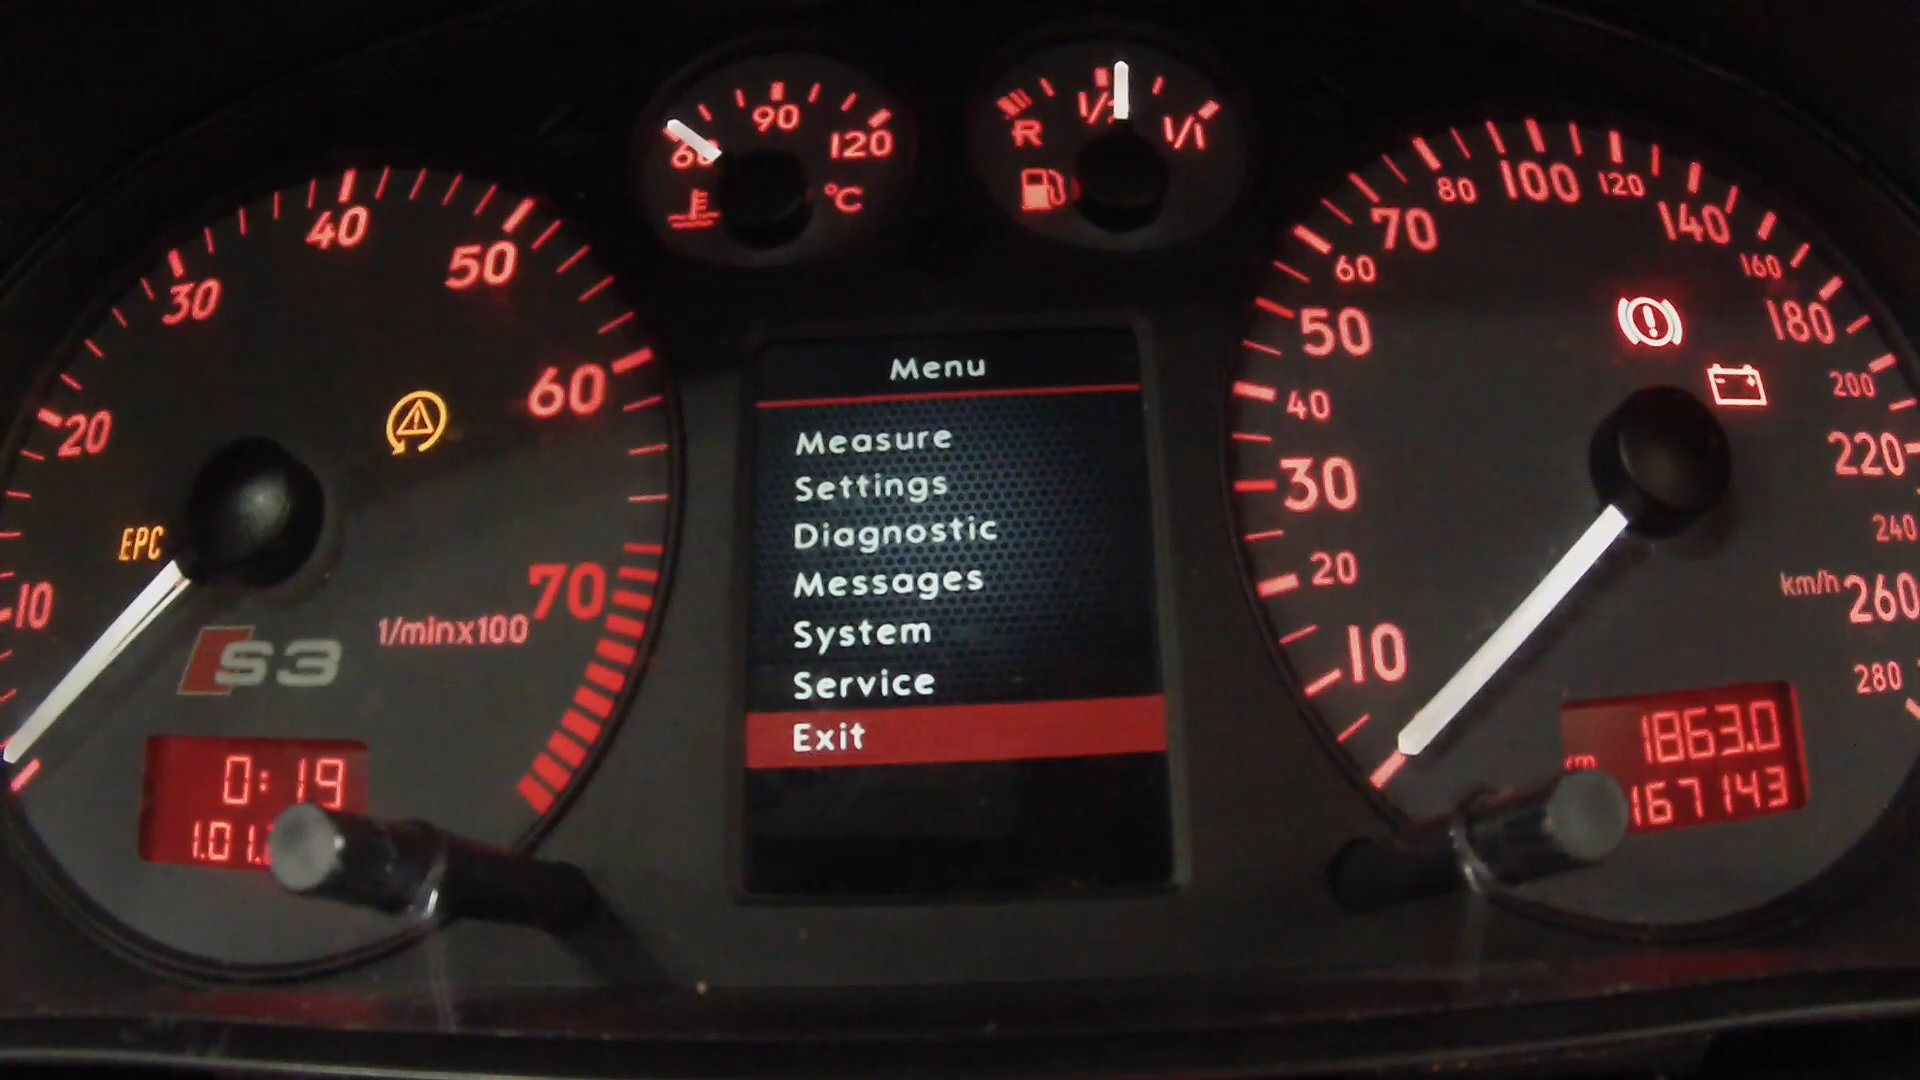 10
20
30
40
50
60
70
1/minx100
EPC
S3
0:19
60
90
120
°C
R
1/1
Menu
Measure
Settings
Diagnostic
Messages
System
Service
Exit
10
20
30
40
50
60
70
80
100
120
140
160
180
200
220
240
km/h
260
280
1863.0
km
167143